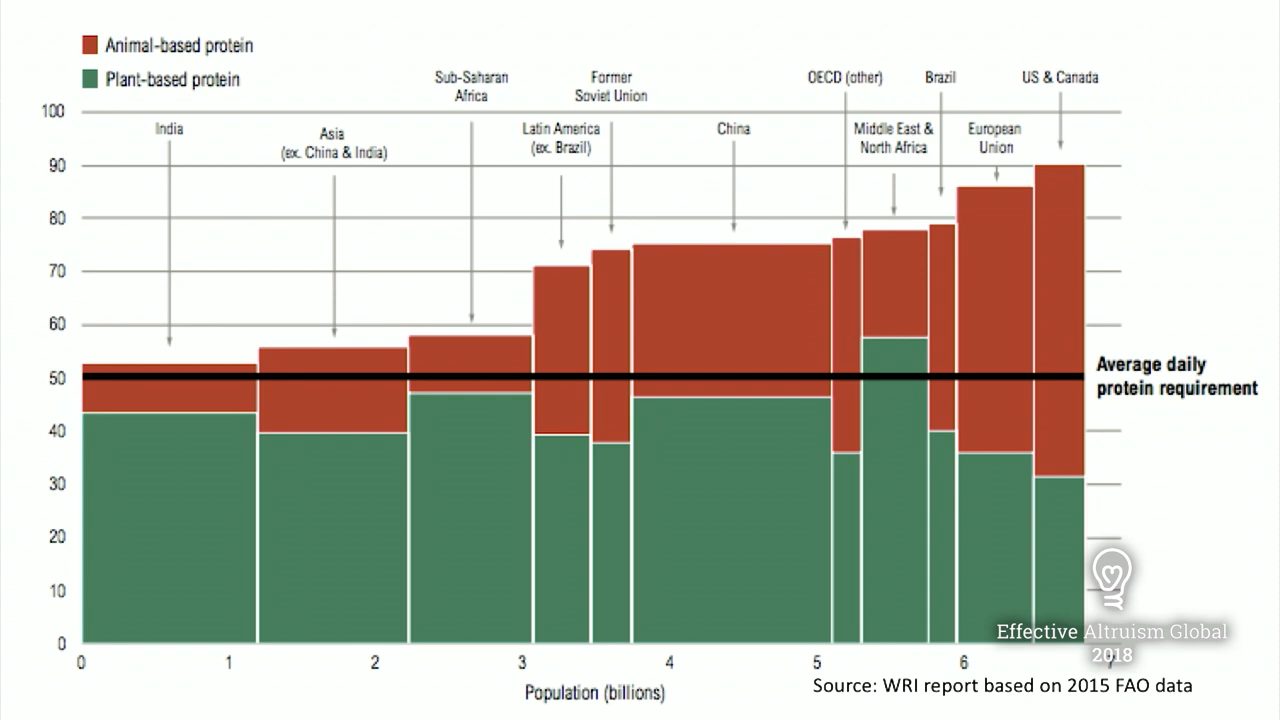 Animal-based protein
Plant-based protein
Sub-Saharan
Africa
Former
Soviet Union
OECD (other)
Brazil
US & Canada
India
Asia
(ex. China & India)
Latin America
(ex. Brazil)
China
Middle East &
North Africa
European
Union
100
90
80
70
60
50
40
30
20
10
0
Average daily
protein requirement
0
1
2
3
4
5
6
7
Population (billions)
Effective Altruism Global
2018
Source: WRI report based on 2015 FAO data